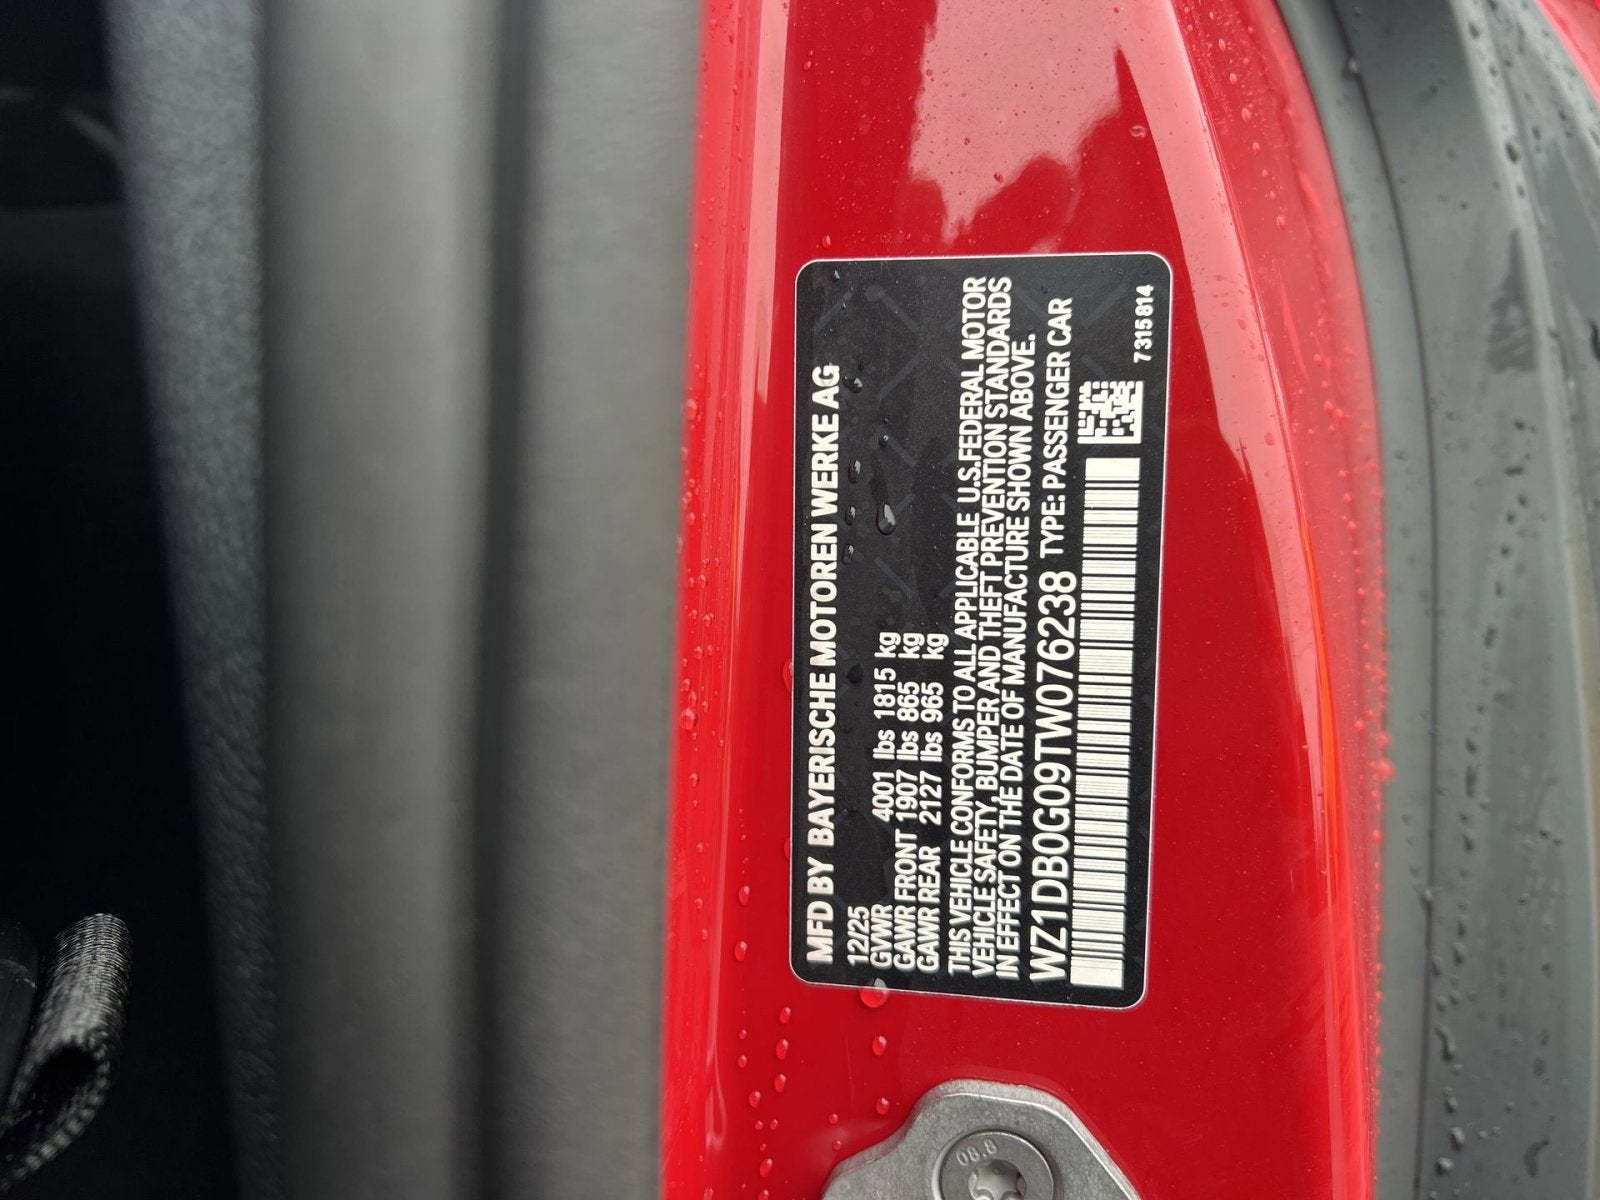 MFD BY BAYERISCHE MOTOREN WERKE AG
12/25
GVWR 4001 lbs 1815 kg
GAWR FRONT 1907 lbs 865 kg
GAWR REAR 2127 lbs 965 kg
THIS VEHICLE CONFORMS TO ALL APPLICABLE U.S.FEDERAL MOTOR
VEHICLE SAFETY, BUMPER AND THEFT PREVENTION STANDARDS
IN EFFECT ON THE DATE OF MANUFACTURE SHOWN ABOVE.
WZ1DB0G09TW076238 TYPE: PASSENGER CAR
7315814
08.8